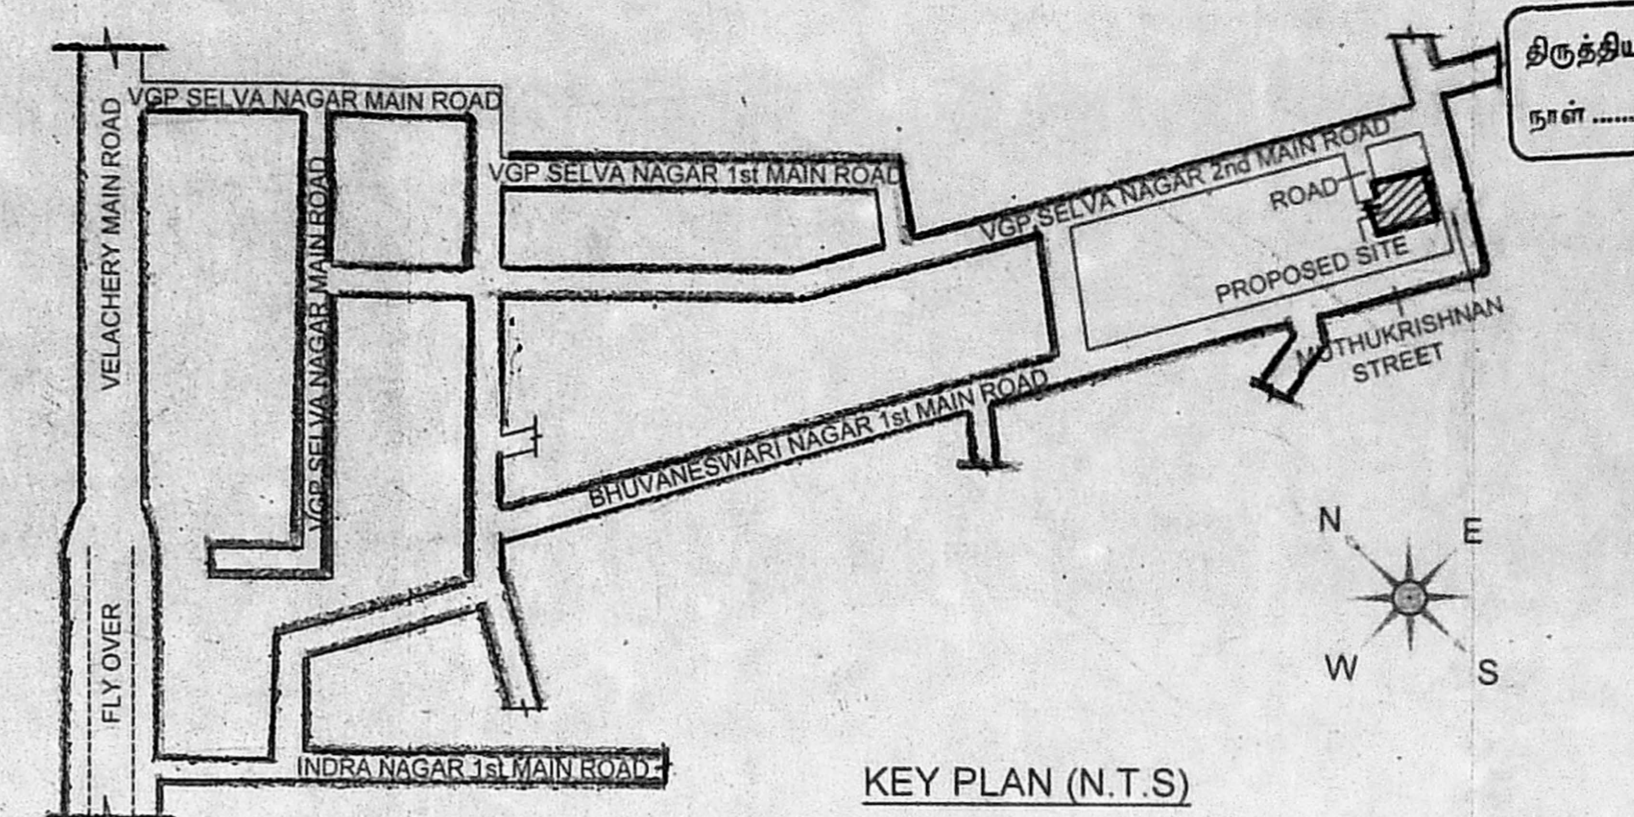 VGP SELVA NAGAR MAIN ROAD
VELACHERY MAIN ROAD
VGP SELVA NAGAR MAIN ROAD
VGP SELVA NAGAR 1st MAIN ROAD
VGP SELVA NAGAR 2nd MAIN ROAD
ROAD
PROPOSED SITE
MUTHUKRISHNAN
STREET
BHUVANESWARI NAGAR 1st MAIN ROAD
FLY OVER
INDRA NAGAR 1st MAIN ROAD
N
E
W
S
KEY PLAN (N.T.S)
நாள் ......